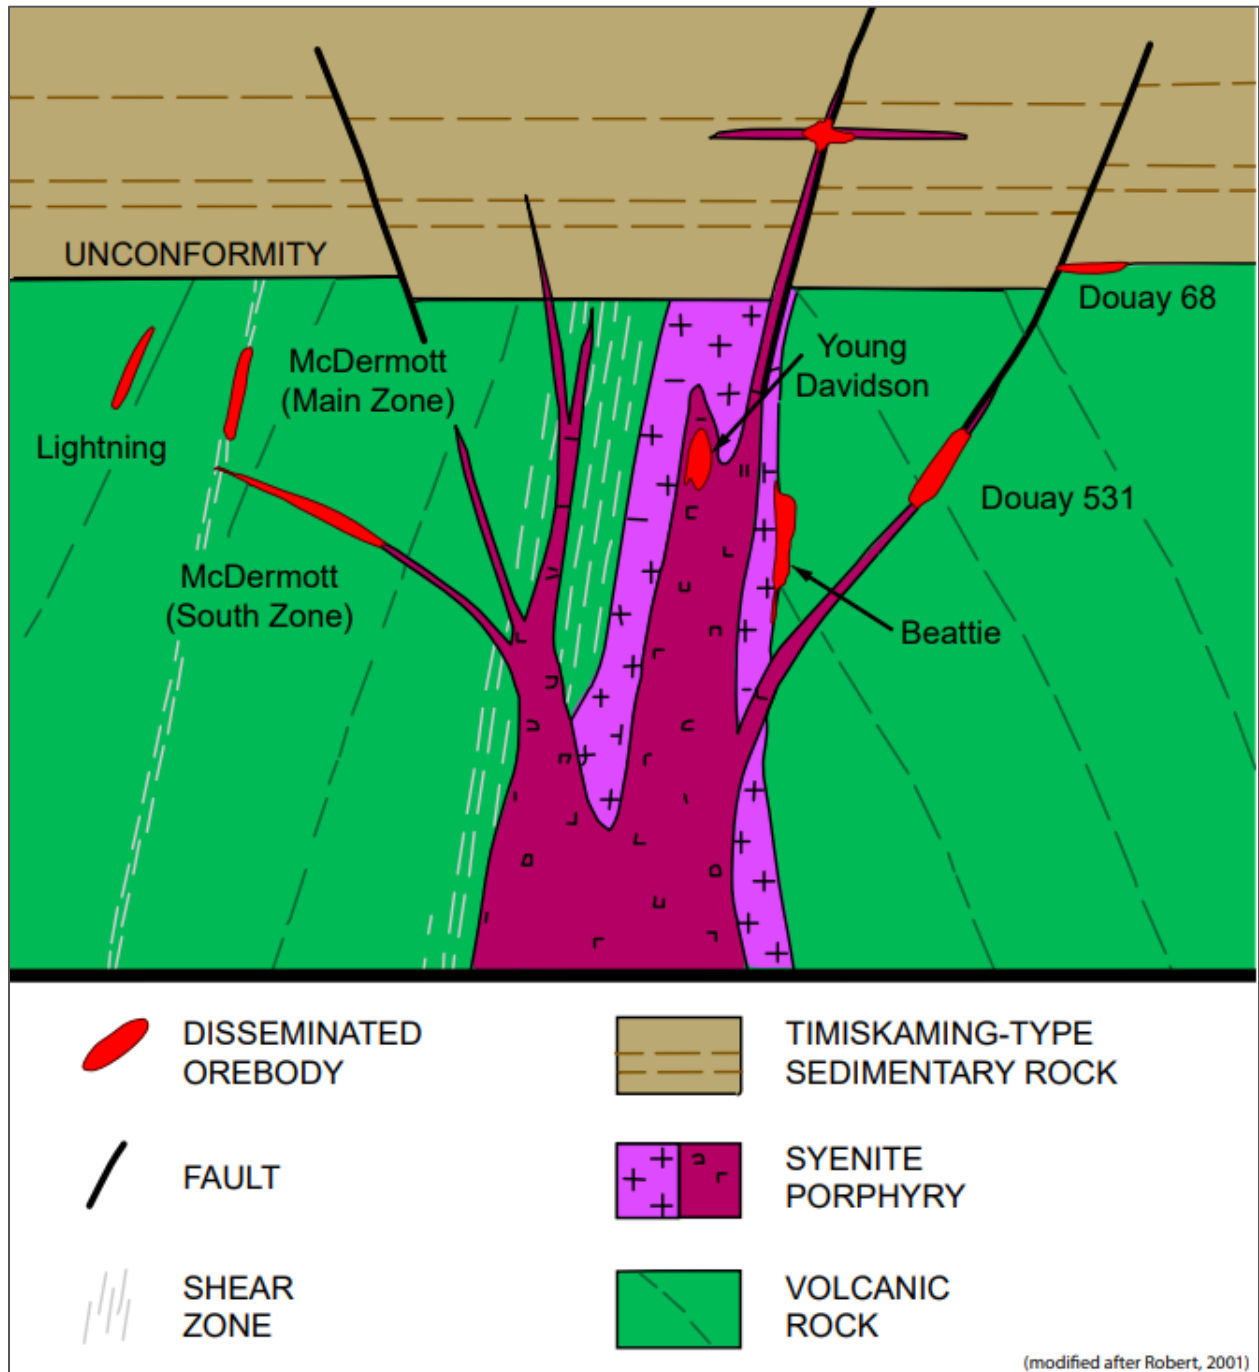 UNCONFORMITY
Douay 68
McDermott
(Main Zone)
Young
Davidson
Lightning
Douay 531
McDermott
(South Zone)
Beattie
DISSEMINATED
OREBODY
TIMISKAMING-TYPE
SEDIMENTARY ROCK
FAULT
SYENITE
PORPHYRY
SHEAR
ZONE
VOLCANIC
ROCK
(modified after Robert, 2001)